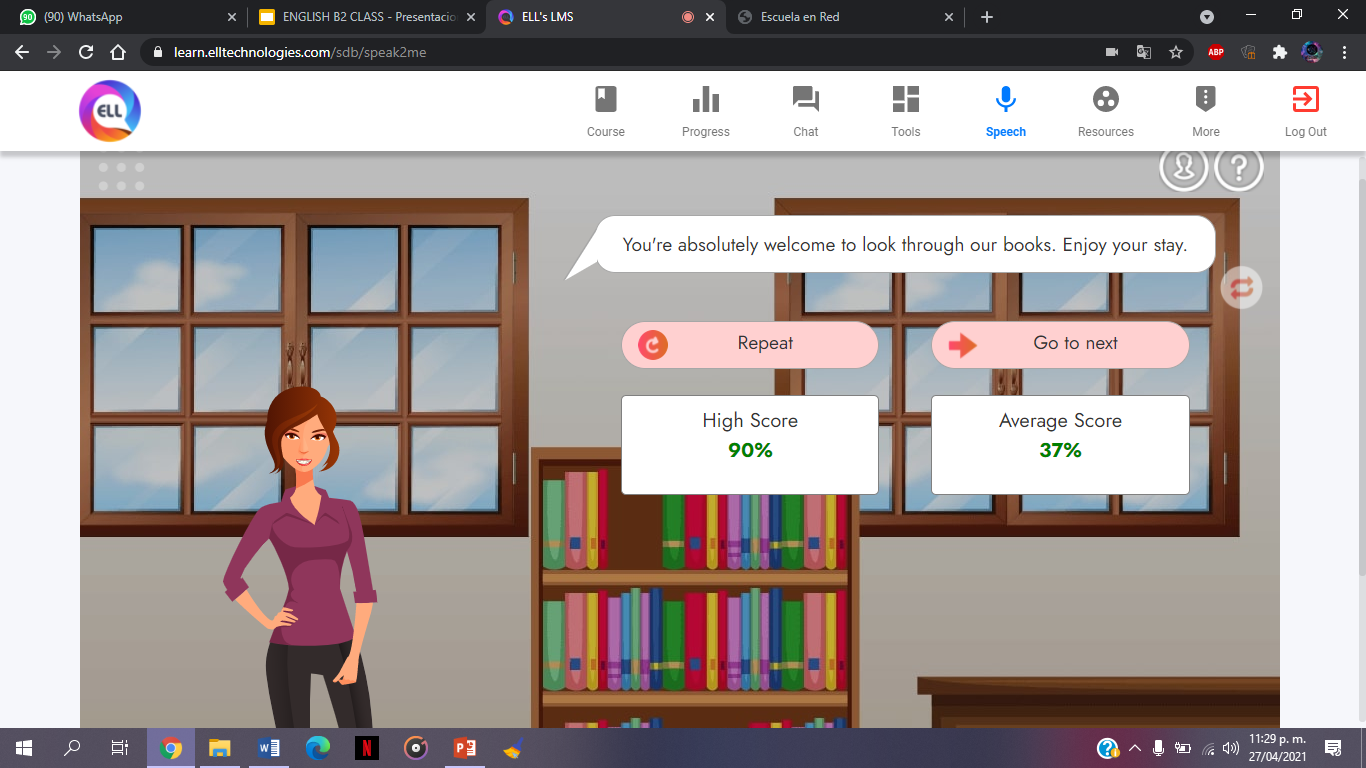 (90) WhatsApp
ENGLISH B2 CLASS - Presentacio
ELL's LMS
Escuela en Red
learn.elltechnologies.com/sdb/speak2me
ABP
ELL
Course
Progress
Chat
Tools
Speech
Resources
More
Log Out
You're absolutely welcome to look through our books. Enjoy your stay.
Repeat
Go to next
High Score
90%
Average Score
37%
11:29 p. m.
27/04/2021